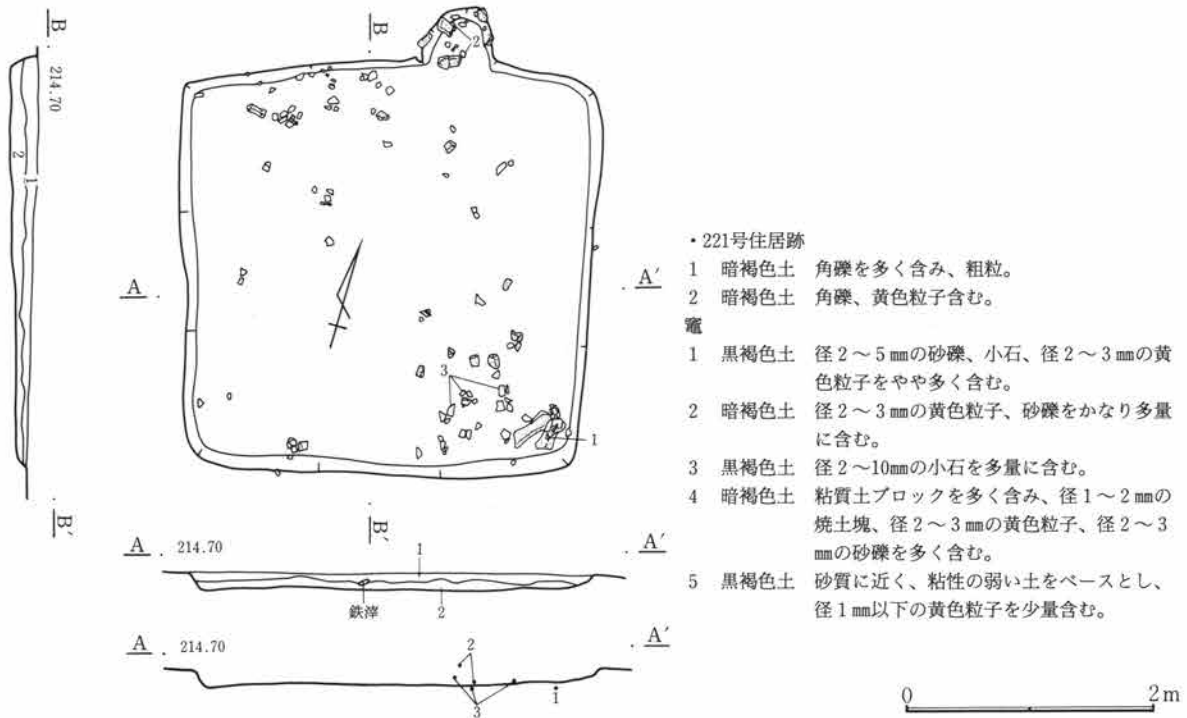 B
B
214.70
2
2
1
A
A′
3
1
B′
B′
A
214.70
1
A′
鉄滓
2
A
214.70
2
A′
3
1
・221号住居跡
1 暗褐色土 角礫を多く含み、粗粒。
2 暗褐色土 角礫、黄色粒子含む。
竈
1 黒褐色土 径2～5㎜の砂礫、小石、径2～3㎜の黄
色粒子をやや多く含む。
2 暗褐色土 径2～3㎜の黄色粒子、砂礫をかなり多量
に含む。
3 黒褐色土 径2～10㎜の小石を多量に含む。
4 暗褐色土 粘質土ブロックを多く含み、径1～2㎜の
焼土塊、径2～3㎜の黄色粒子、径2～3
㎜の砂礫を多く含む。
5 黒褐色土 砂質に近く、粘性の弱い土をベースとし、
径1㎜以下の黄色粒子を少量含む。
0 2m